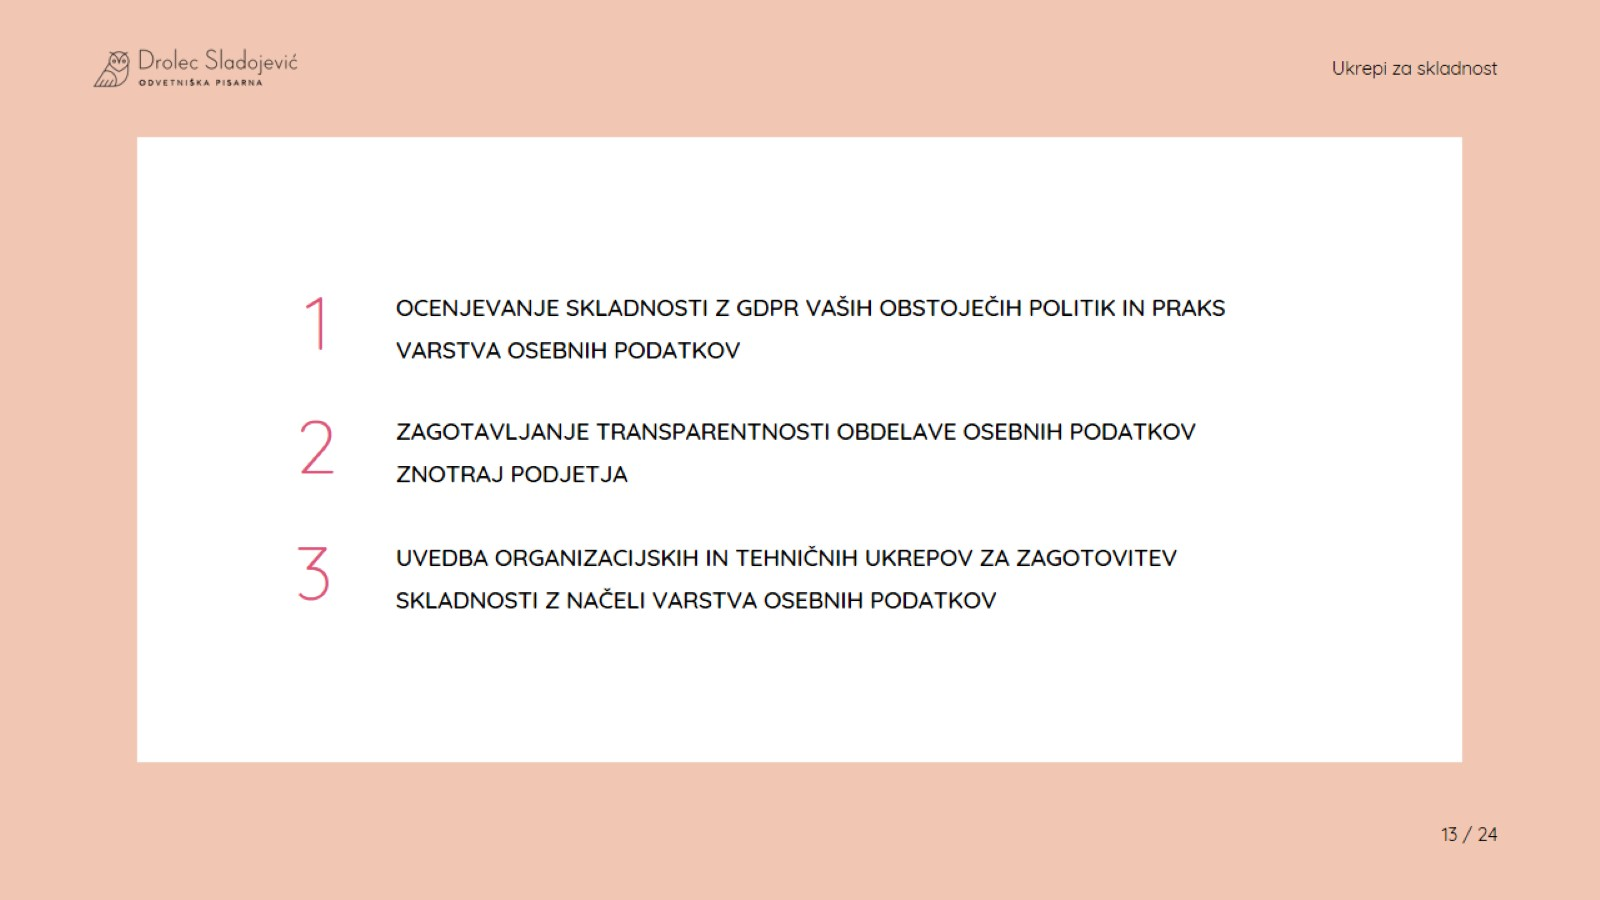 Drolec Sladojević
ODVETNIŠKA PISARNA
Ukrepi za skladnost
1
OCENJEVANJE SKLADNOSTI Z GDPR VAŠIH OBSTOJEČIH POLITIK IN PRAKS
VARSTVA OSEBNIH PODATKOV
2
ZAGOTAVLJANJE TRANSPARENTNOSTI OBDELAVE OSEBNIH PODATKOV
ZNOTRAJ PODJETJA
3
UVEDBA ORGANIZACIJSKIH IN TEHNIČNIH UKREPOV ZA ZAGOTOVITEV
SKLADNOSTI Z NAČELI VARSTVA OSEBNIH PODATKOV
13 / 24